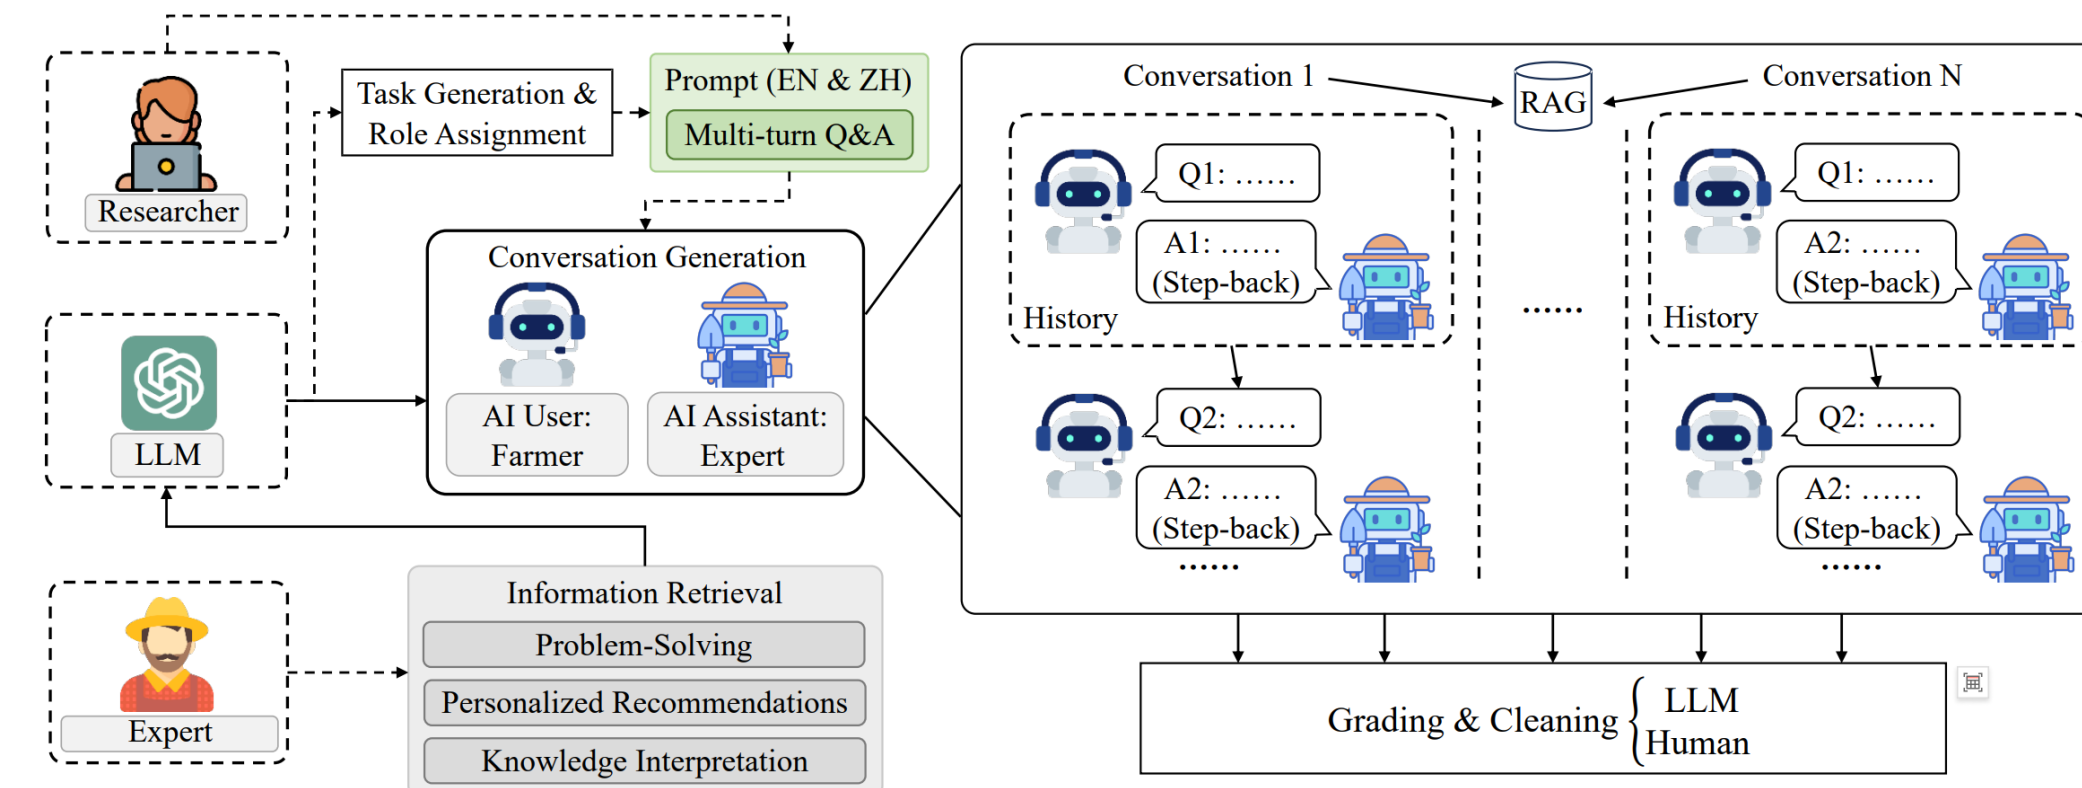 Researcher
Task Generation &
Role Assignment
Prompt (EN & ZH)
Multi-turn Q&A
LLM
Conversation Generation
AI User:
Farmer
AI Assistant:
Expert
Expert
Information Retrieval
Problem-Solving
Personalized Recommendations
Knowledge Interpretation
Conversation 1
RAG
Conversation N
Q1: ......
A1: ......
(Step-back)
History
Q2: ......
A2: ......
(Step-back)
......
......
Q1: ......
A2: ......
(Step-back)
History
Q2: ......
A2: ......
(Step-back)
......
Grading & Cleaning
LLM
Human